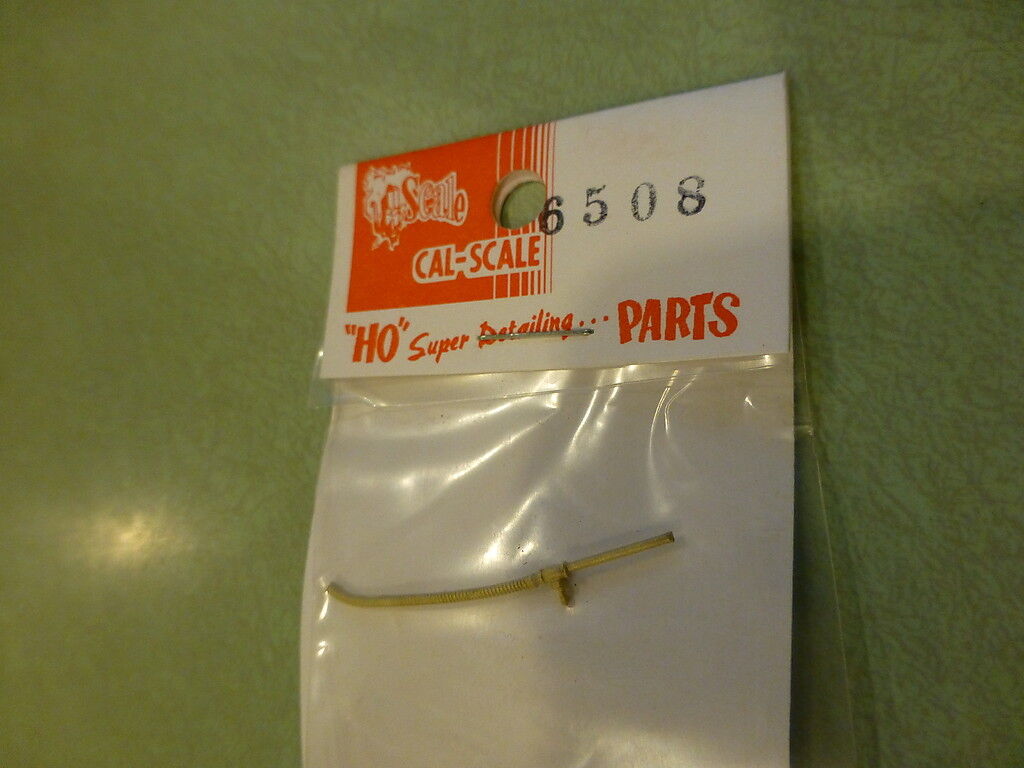 Scale
6508
CAL-SCALE
"HO" Super Detailing... PARTS